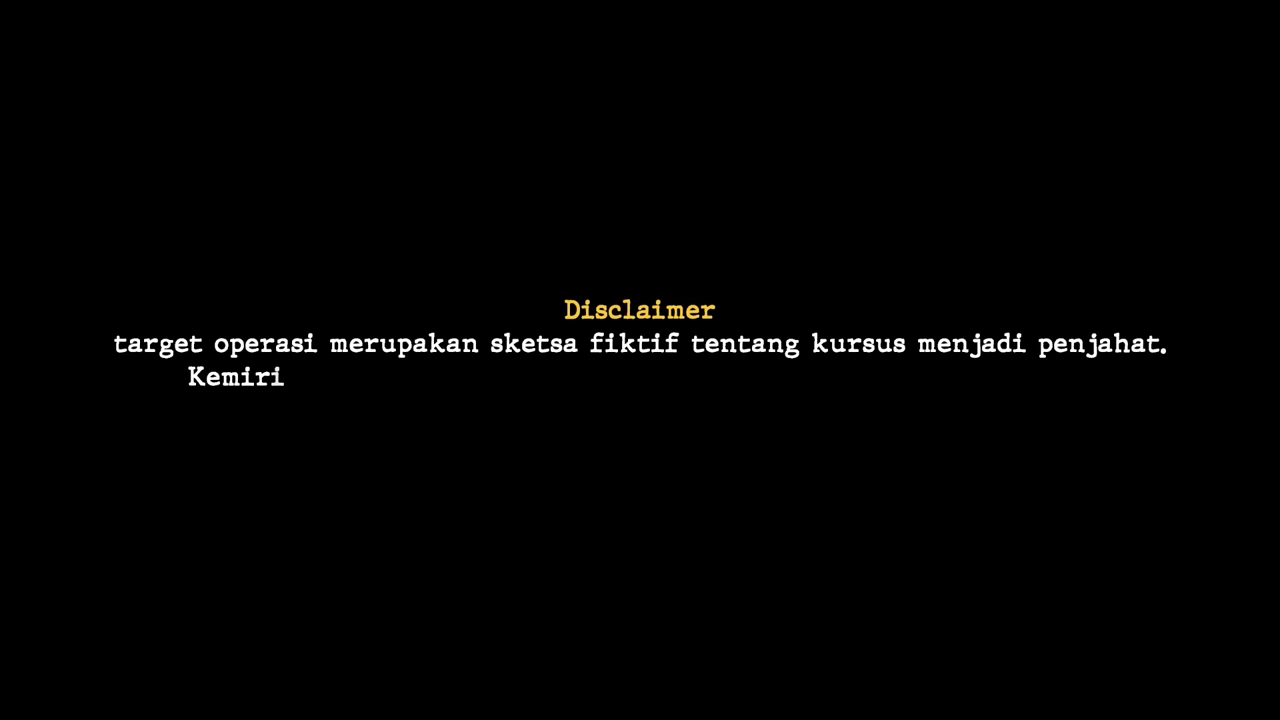 Disclaimer
target operasi merupakan sketsa fiktif tentang kursus menjadi penjahat.
Kemiri